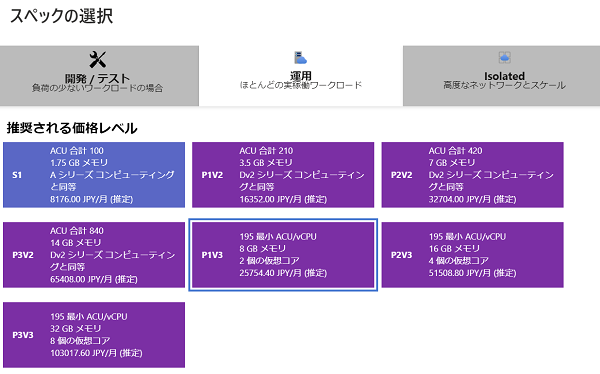 スペックの選択
開発 / テスト
負荷の少ないワークロードの場合
運用
ほとんどの実稼働ワークロード
Isolated
高度なネットワークとスケール
推奨される価格レベル
S1
ACU 合計 100
1.75 GB メモリ
A シリーズ コンピューティング
と同等
8176.00 JPY/月 (推定)
P1V2
ACU 合計 210
3.5 GB メモリ
Dv2 シリーズ コンピューティン
グと同等
16352.00 JPY/月 (推定)
P2V2
ACU 合計 420
7 GB メモリ
Dv2 シリーズ コンピューティン
グと同等
32704.00 JPY/月 (推定)
P3V2
ACU 合計 840
14 GB メモリ
Dv2 シリーズ コンピューティン
グと同等
65408.00 JPY/月 (推定)
P1V3
195 最小 ACU/vCPU
8 GB メモリ
2 個の仮想コア
25754.40 JPY/月 (推定)
P2V3
195 最小 ACU/vCPU
16 GB メモリ
4 個の仮想コア
51508.80 JPY/月 (推定)
P3V3
195 最小 ACU/vCPU
32 GB メモリ
8 個の仮想コア
103017.60 JPY/月 (推定)